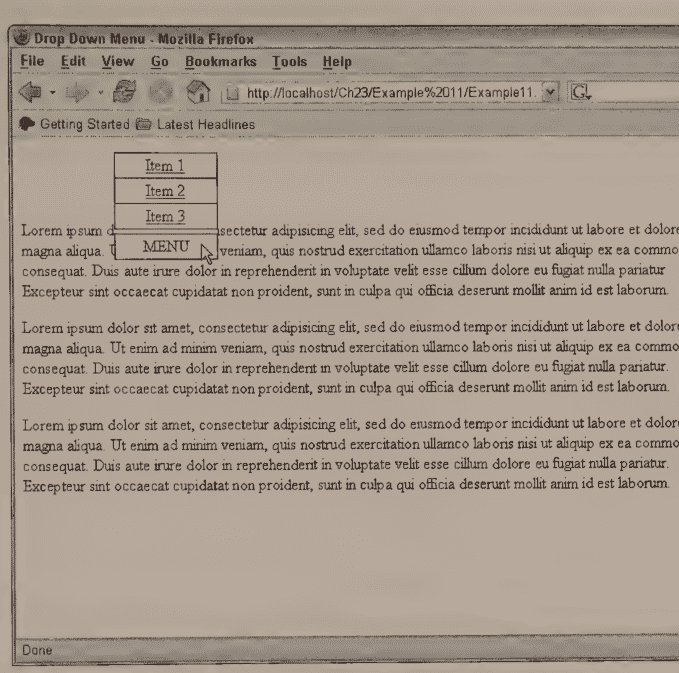 Drop Down Menu - Mozilla Firefox
File Edit View Go Bookmarks Tools Help
http://localhost/Ch23/Example%2011/Example11.
G
Getting Started Latest Headlines
Item 1
Item 2
Item 3
MENU
Lorem ipsum d sectetur adipisicing elit, sed do eiusmod tempor incididunt ut labore et dolore
magna aliqua. U veniam, quis nostrud exercitation ullamco laboris nisi ut aliquip ex ea commo
consequat. Duis aute irure dolor in reprehenderit in voluptate velit esse cillum dolore eu fugiat nulla pariatur
Excepteur sint occaecat cupidatat non proident, sunt in culpa qui officia deserunt mollit anim id est laborum.
Lorem ipsum dolor sit amet, consectetur adipisicing elit, sed do eiusmod tempor incididunt ut labore et dolore
magna aliqua. Ut enim ad minim veniam, quis nostrud exercitation ullamco laboris nisi ut aliquip ex ea commo
consequat. Duis aute irure dolor in reprehenderit in voluptate velit esse cillum dolore eu fugiat nulla pariatur.
Excepteur sint occaecat cupidatat non proident, sunt in culpa qui officia deserunt mollit anim id est laborum.
Lorem ipsum dolor sit amet, consectetur adipisicing elit, sed do eiusmod tempor incididunt ut labore et dolore
magna aliqua. Ut enim ad minim veniam, quis nostrud exercitation ullamco laboris nisi ut aliquip ex ea commo
consequat. Duis aute irure dolor in reprehenderit in voluptate velit esse cillum dolore eu fugiat nulla pariatur.
Excepteur sint occaecat cupidatat non proident, sunt in culpa qui officia deserunt mollit anim id est laborum.
Done